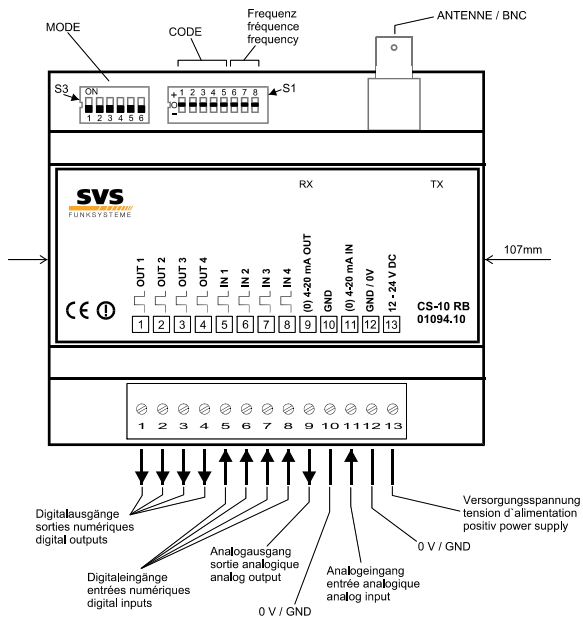 MODE
CODE
Frequenz
fréquence
frequency
ANTENNE / BNC
S3
ON
1 2 3 4 5 6
+
O
-
1 2 3 4 5 6 7 8
S1
SVS
FUNKSYSTEME
RX
TX
107mm
OUT 1
OUT 2
OUT 3
OUT 4
IN 1
IN 2
IN 3
IN 4
(0) 4-20 mA OUT
GND
(0) 4-20 mA IN
GND / 0V
12 - 24 V DC
CE
CS-10 RB
01094.10
1 2 3 4 5 6 7 8 9 10 11 12 13
1 2 3 4 5 6 7 8 9 10 11 12 13
Digitalausgänge
sorties numériques
digital outputs
Digitaleingänge
entrées numériques
digital inputs
Analogausgang
sortie analogique
analog output
0 V / GND
Analogeingang
entrée analogique
analog input
0 V / GND
Versorgungsspannung
tension d`alimentation
positiv power supply